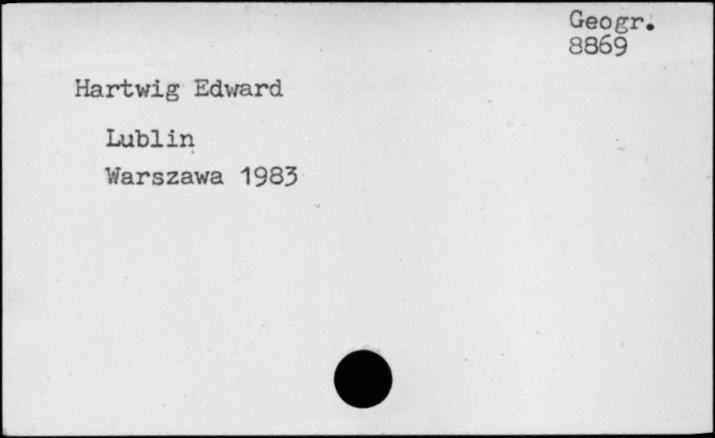 Geogr.
8869
Hartwig Edward
Lublin
Warszawa 1983